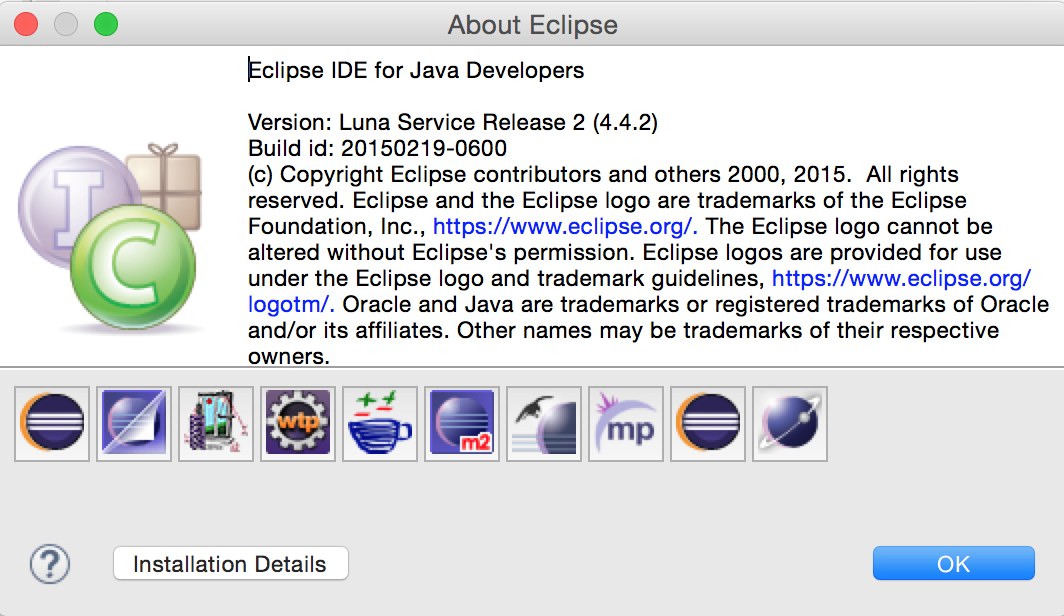 About Eclipse
Eclipse IDE for Java Developers
Version: Luna Service Release 2 (4.4.2)
Build id: 20150219-0600
(c) Copyright Eclipse contributors and others 2000, 2015.  All rights
reserved. Eclipse and the Eclipse logo are trademarks of the Eclipse
Foundation, Inc., https://www.eclipse.org/. The Eclipse logo cannot be
altered without Eclipse's permission. Eclipse logos are provided for use
under the Eclipse logo and trademark guidelines, https://www.eclipse.org/
logotm/. Oracle and Java are trademarks or registered trademarks of Oracle
and/or its affiliates. Other names may be trademarks of their respective
owners.
I
C
wtp
m2
mp
?
Installation Details
OK